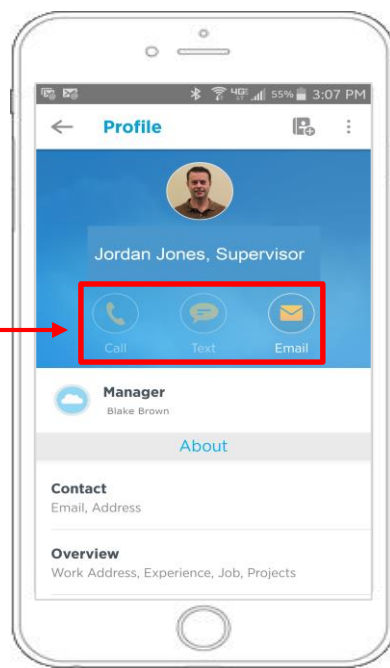 4G
55% 3:07 PM
Profile
Jordan Jones, Supervisor
Call Text Email
Manager
Blake Brown
About
Contact
Email, Address
Overview
Work Address, Experience, Job, Projects